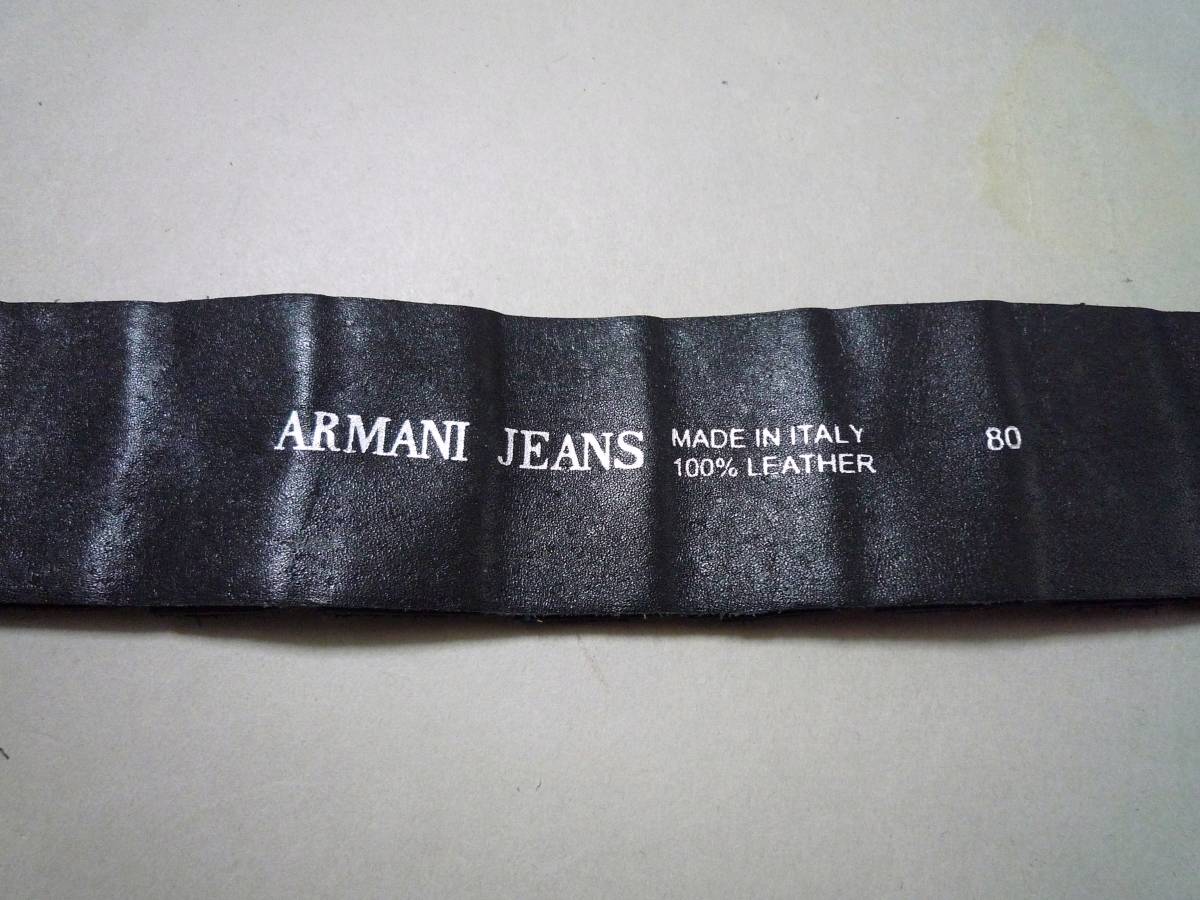 ARMANI JEANS
MADE IN ITALY
100% LEATHER
80